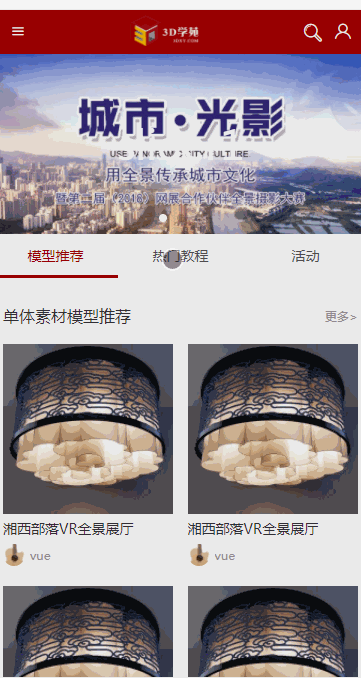 3D学苑
3DXY.COM
城市·光影
USE PANORAMIC CITY CULTURE
用全景传承城市文化
暨第二届（2018）网展合作伙伴全景摄影大赛
模型推荐
热门教程
活动
单体素材模型推荐
更多>
湘西部落VR全景展厅
湘西部落VR全景展厅
vue
vue